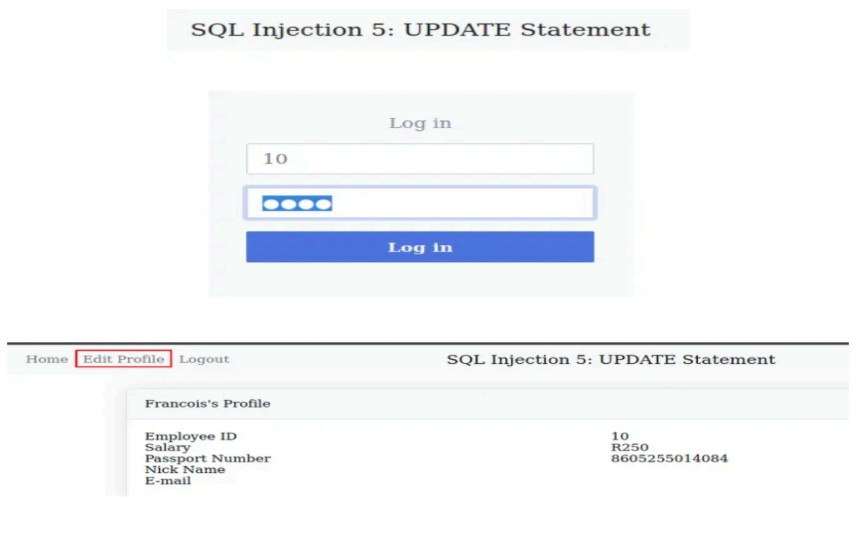 SQL Injection 5: UPDATE Statement
Log in
10
●●●●
Log in
Home Edit Profile Logout SQL Injection 5: UPDATE Statement
Francois's Profile
Employee ID 10
Salary R250
Passport Number 8605255014084
Nick Name
E-mail